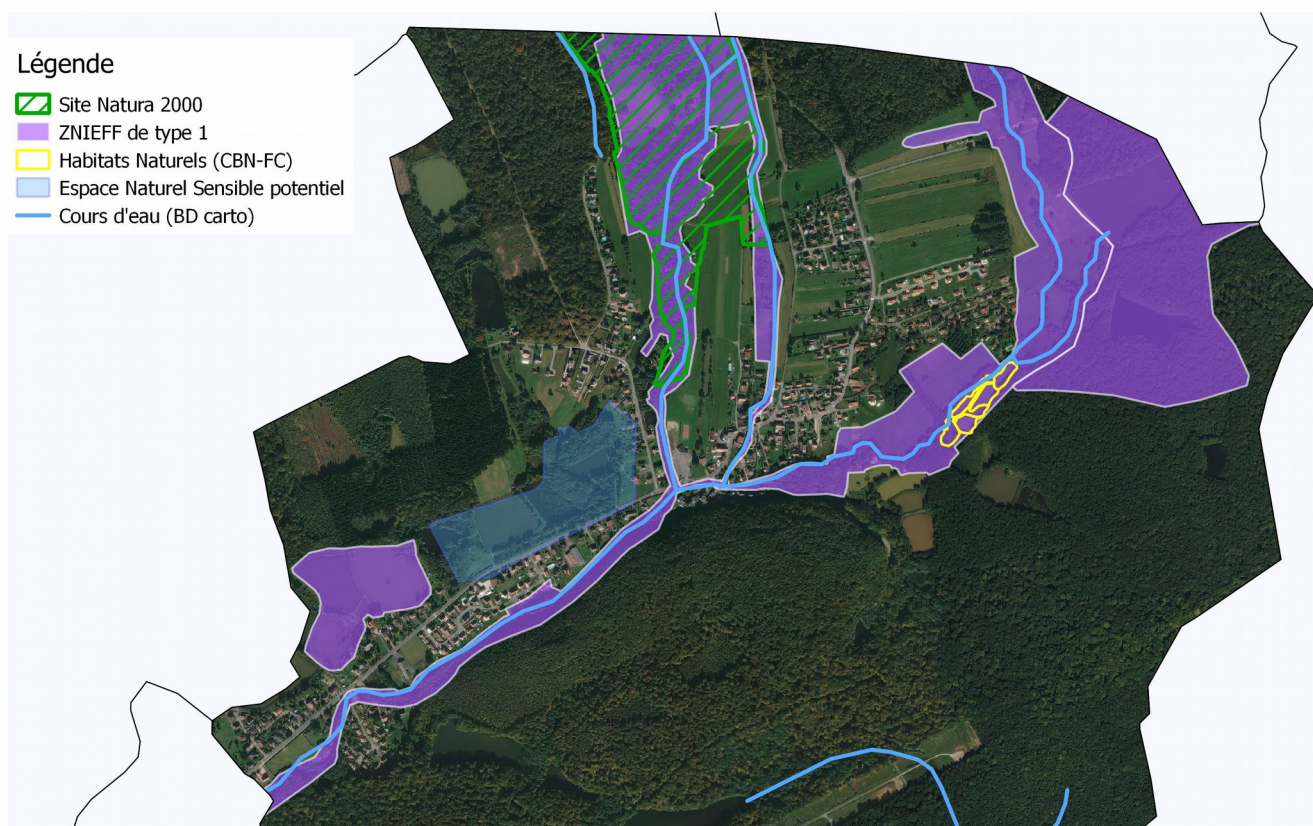 Légende
Site Natura 2000
ZNIEFF de type 1
Habitats Naturels (CBN-FC)
Espace Naturel Sensible potentiel
Cours d'eau (BD carto)